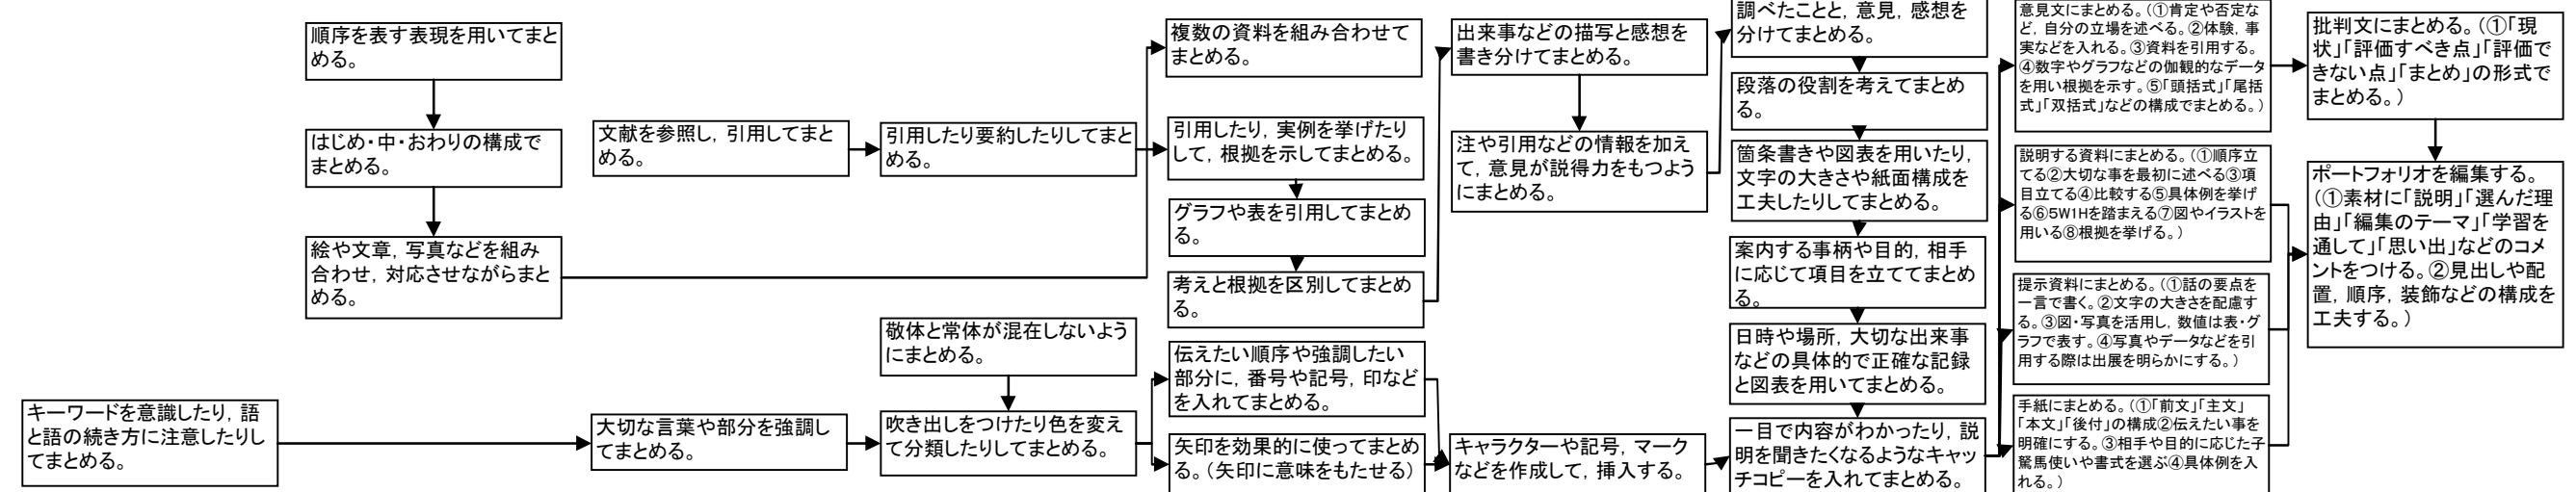 順序を表す表現を用いてまと
める。
はじめ・中・おわりの構成で
まとめる。
絵や文章，写真などを組み
合わせ，対応させながらまと
める。
キーワードを意識したり，語
と語の続き方に注意したりし
てまとめる。
文献を参照し，引用してまと
める。
大切な言葉や部分を強調し
てまとめる。
引用したり要約したりしてまと
める。
敬体と常体が混在しないよう
にまとめる。
吹き出しをつけたり色を変え
て分類したりしてまとめる。
複数の資料を組み合わせて
まとめる。
引用したり，実例を挙げたり
して，根拠を示してまとめる。
グラフや表を引用してまとめ
る。
考えと根拠を区別してまとめ
る。
伝えたい順序や強調したい
部分に，番号や記号，印など
を入れてまとめる。
矢印を効果的に使ってまとめ
る。（矢印に意味をもたせる）
出来事などの描写と感想を
書き分けてまとめる。
注や引用などの情報を加え
て，意見が説得力をもつよう
にまとめる。
キャラクターや記号，マーク
などを作成して，挿入する。
調べたことと，意見，感想を
分けてまとめる。
段落の役割を考えてまとめ
る。
箇条書きや図表を用いたり，
文字の大きさや紙面構成を
工夫したりしてまとめる。
案内する事柄や目的，相手
に応じて項目を立ててまとめ
る。
日時や場所，大切な出来事
などの具体的で正確な記録
と図表を用いてまとめる。
一目で内容がわかったり，説
明を聞きたくなるようなキャッ
チコピーを入れてまとめる。
意見文にまとめる。（①肯定や否定な
ど，自分の立場を述べる。②体験，事
実などを入れる。③資料を引用する。
④数字やグラフなどの伽観的なデータ
を用い根拠を示す。⑤「頭括式」「尾括
式」「双括式」などの構成でまとめる。）
説明する資料にまとめる。（①順序立
てる②大切な事を最初に述べる③項
目立てる④比較する⑤具体例を挙げ
る⑥5W1Hを踏まえる⑦図やイラストを
用いる⑧根拠を挙げる。）
提示資料にまとめる。（①話の要点を
一言で書く。②文字の大きさを配慮す
る。③図・写真を活用し，数値は表・グ
ラフで表す。④写真やデータなどを引
用する際は出展を明らかにする。）
手紙にまとめる。（①「前文」「主文」
「本文」「後付」の構成②伝えたい事を
明確にする。③相手や目的に応じた子
駑馬使いや書式を選ぶ④具体例を入
れる。）
批判文にまとめる。（①「現
状」「評価すべき点」「評価で
きない点」「まとめ」の形式で
まとめる。）
ポートフォリオを編集する。
（①素材に「説明」「選んだ理
由」「編集のテーマ」「学習を
通して」「思い出」などのコメ
ントをつける。②見出しや配
置，順序，装飾などの構成を
工夫する。）